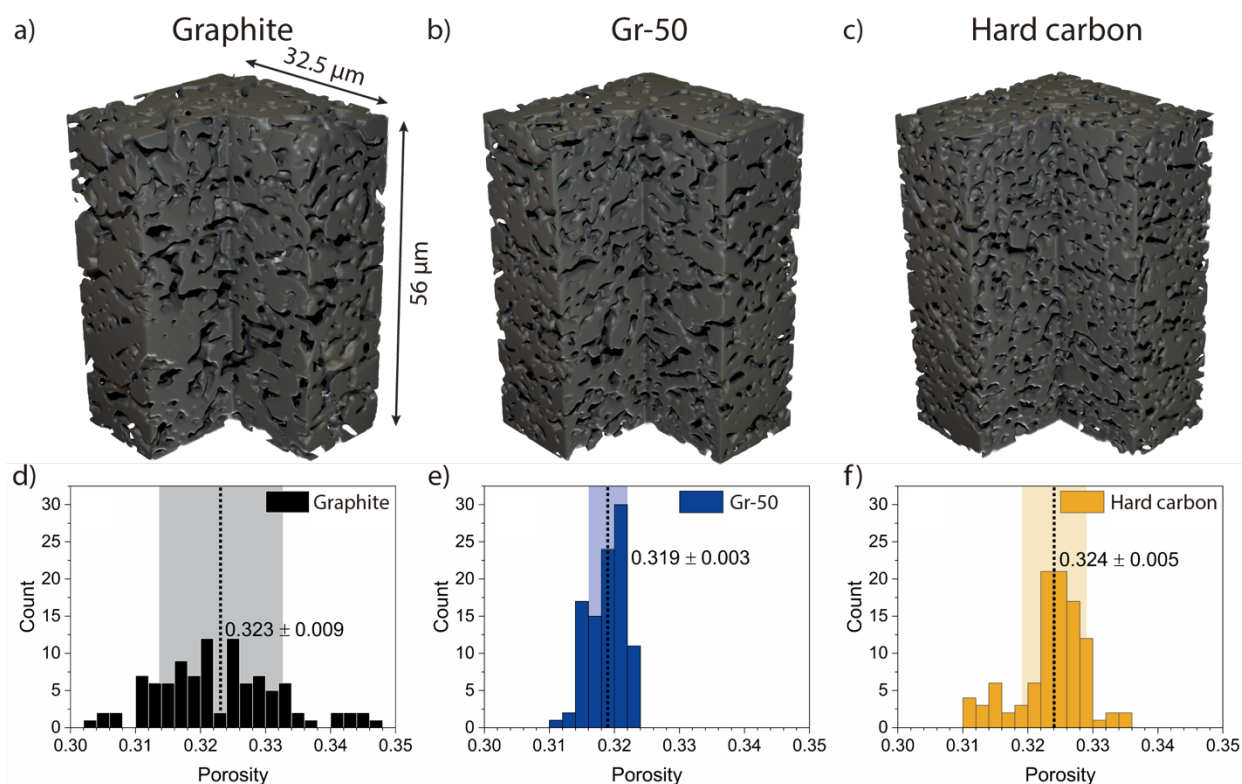 a) Graphite
b) Gr-50
c) Hard carbon
32.5 µm
56 µm
d)
Graphite
0.323 ± 0.009
Count
30
25
20
15
10
5
0
0.30 0.31 0.32 0.33 0.34 0.35
Porosity
e)
Gr-50
0.319 ± 0.003
Count
30
25
20
15
10
5
0
0.30 0.31 0.32 0.33 0.34 0.35
Porosity
f)
Hard carbon
0.324 ± 0.005
Count
30
25
20
15
10
5
0
0.30 0.31 0.32 0.33 0.34 0.35
Porosity